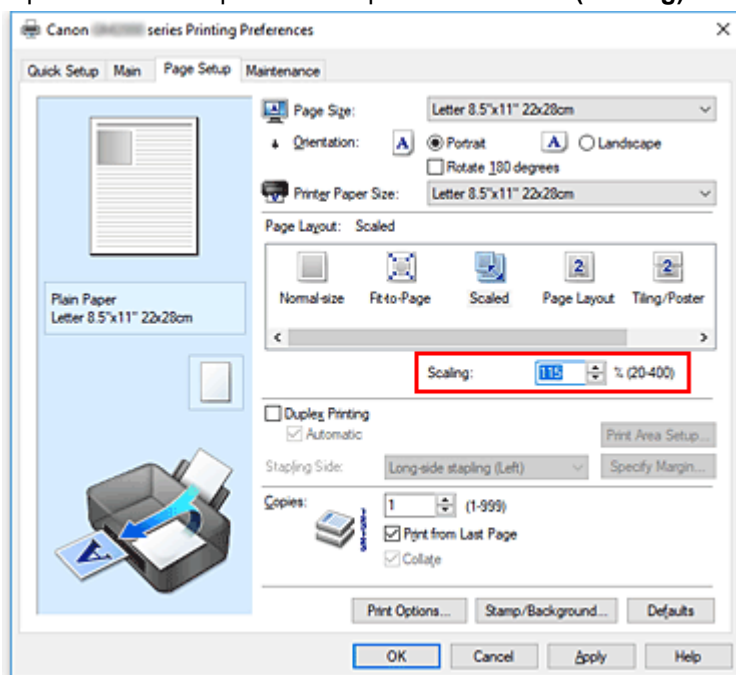 Canon series Printing Preferences
Quick Setup Main Page Setup Maintenance
Page Size: Letter 8.5"x11" 22x28cm
Orientation: A Portrait A Landscape
Rotate 180 degrees
Printer Paper Size: Letter 8.5"x11" 22x28cm
Page Layout: Scaled
Normal-size Fit-to-Page Scaled Page Layout Tiling/Poster
Plain Paper
Letter 8.5"x11" 22x28cm
Scaling: 115 % (20-400)
Duplex Printing
Automatic
Print Area Setup...
Stapling Side: Long-side stapling (Left) Specify Margin...
Copies: 1 (1-999)
Print from Last Page
Collate
Print Options... Stamp/Background... Defaults
OK Cancel Apply Help